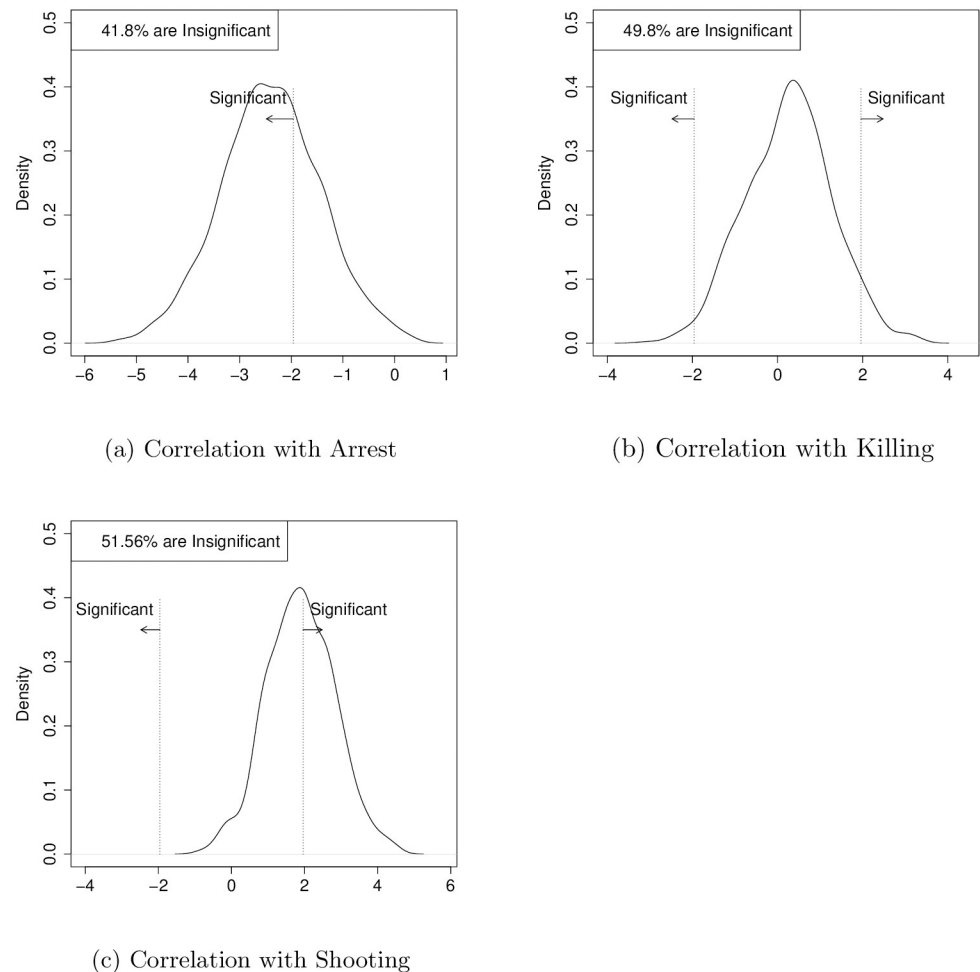 41.8% are Insignificant
Significant
Density
0.0 0.1 0.2 0.3 0.4 0.5
−6 −5 −4 −3 −2 −1 0 1
(a) Correlation with Arrest
49.8% are Insignificant
Significant Significant
Density
0.0 0.1 0.2 0.3 0.4 0.5
−4 −2 0 2 4
(b) Correlation with Killing
51.56% are Insignificant
Significant Significant
Density
0.0 0.1 0.2 0.3 0.4 0.5
−4 −2 0 2 4 6
(c) Correlation with Shooting